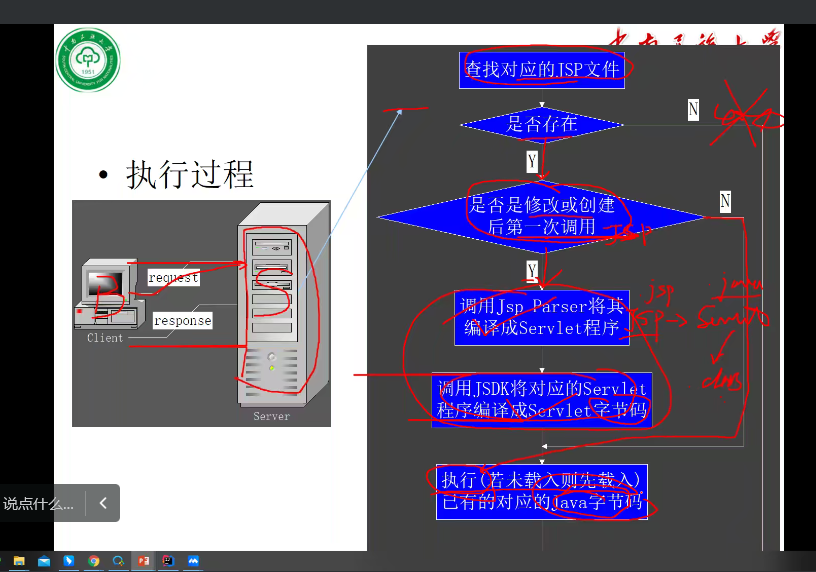 1951
查找对应的JSP文件
是否存在
N
Y
• 执行过程
是否是修改或创建
后第一次调用
N
JSP
Y
request
response
Client
Server
B
S
调用Jsp Parser将其
编译成Servlet程序
jsp
java
JSP → Servlet
class
调用JSDK将对应的Servlet
程序编译成Servlet字节码
执行(若未载入则先载入)
已有的对应的Java字节码
说点什么...